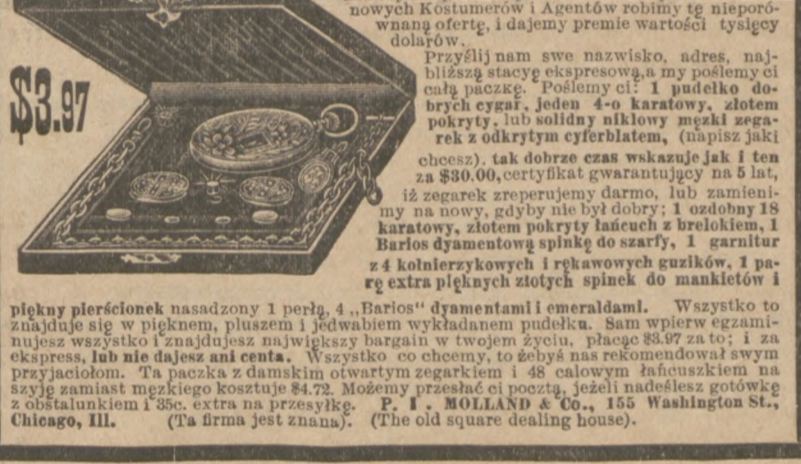 nowych Kostumerów i Agentów robimy tę nieporó-
wnaną ofertę, i dajemy premie wartości tysięcy
dolarów.
Przyślij nam swe nazwisko, adres, naj-
bliższą stacyę ekspresową, a my poślemy ci
całą paczkę. Poślemy ci: 1 pudełko do-
brych cygar, jeden 4-o karatowy, złotem
pokryty, lub solidny niklowy męzki zega-
rek z odkrytym cyferblatem, (napisz jaki
chcesz), tak dobrze czas wskazuje jak i ten
za $30.00, certyfikat gwarantujący na 5 lat,
iż zegarek zreperujemy darmo, lub zamieni-
my na nowy, gdyby nie był dobry; 1 ozdobny 18
karatowy, złotem pokryty łańcuch z brelokiem, 1
Barios dyamentową spinkę do szarfy, 1 garnitur
z 4 kołnierzykowych i rękawowych guzików, 1 pa-
rę extra pięknych złotych spinek do mankietów i
piękny pierścionek nasadzony 1 perłą, 4 „Barios“ dyamentami i emeraldami. Wszystko to
znajduje się w pięknem, pluszem i jedwabiem wykładanem pudełku. Sam wpierw egzami-
nujesz wszystko i znajdujesz największy bargain w twojem życiu, płacąc $3.97 za to; i za
ekspress, lub nie dajesz ani centa. Wszystko co chcemy, to żebyś nas rekomendował swym
przyjaciołom. Ta paczka z damskim otwartym zegarkiem i 48 calowym łańcuszkiem na
szyję zamiast męzkiego kosztuje $4.72. Możemy przesłać ci pocztą, jeżeli nadeślesz gotówkę
z obstalunkiem i 35c. extra na przesyłkę. P. I . MOLLAND & Co., 155 Washington St.,
Chicago, Ill. (Ta firma jest znana). (The old square dealing house).
$3.97